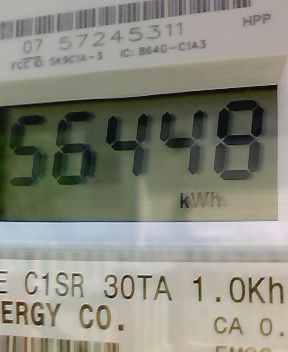 HPP
07 57245311
FCC ID: SK9C1A-3 IC: 864G-C1A3
56448
kWh
E C1SR 30TA 1.0Kh
ERGY CO.
CA 0.